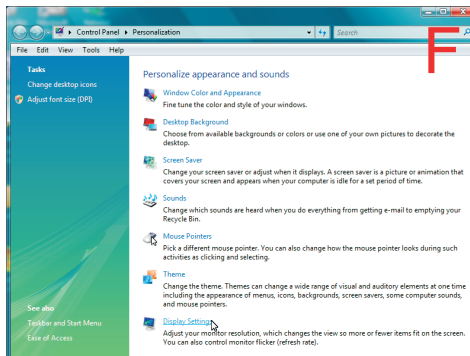 Control Panel Personalization
Search
F
File Edit View Tools Help
Tasks
Change desktop icons
Adjust font size (DPI)
Personalize appearance and sounds
Window Color and Appearance
Fine tune the color and style of your windows.
Desktop Background
Choose from available backgrounds or colors or use one of your own pictures to decorate the
desktop.
Screen Saver
Change your screen saver or adjust when it displays. A screen saver is a picture or animation that
covers your screen and appears when your computer is idle for a set period of time.
Sounds
Change which sounds are heard when you do everything from getting e-mail to emptying your
Recycle Bin.
Mouse Pointers
Pick a different mouse pointer. You can also change how the mouse pointer looks during such
activities as clicking and selecting.
Theme
Change the theme. Themes can change a wide range of visual and auditory elements at one time
including the appearance of menus, icons, backgrounds, screen savers, some computer sounds,
and mouse pointers.
Display Settings
Adjust your monitor resolution, which changes the view so more or fewer items fit on the screen.
You can also control monitor flicker (refresh rate).
See also
Taskbar and Start Menu
Ease of Access